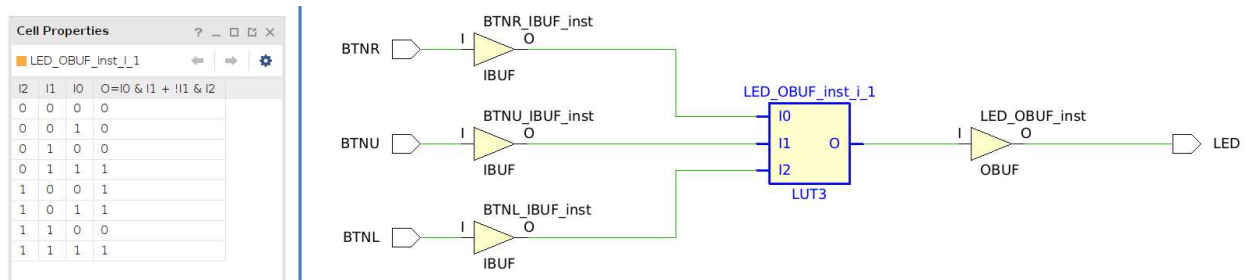 Cell Properties
LED_OBUF_inst_i_1
I2 I1 I0 O=I0 & I1 + !I1 & I2
0 0 0 0
0 0 1 0
0 1 0 0
0 1 1 1
1 0 0 1
1 0 1 1
1 1 0 0
1 1 1 1
BTNR_IBUF_inst
BTNR I O
IBUF
LED_OBUF_inst_i_1
I0
BTNU_IBUF_inst
BTNU I O
IBUF
I1 O
I2
LUT3
LED_OBUF_inst
I O LED
OBUF
BTNL_IBUF_inst
BTNL I O
IBUF